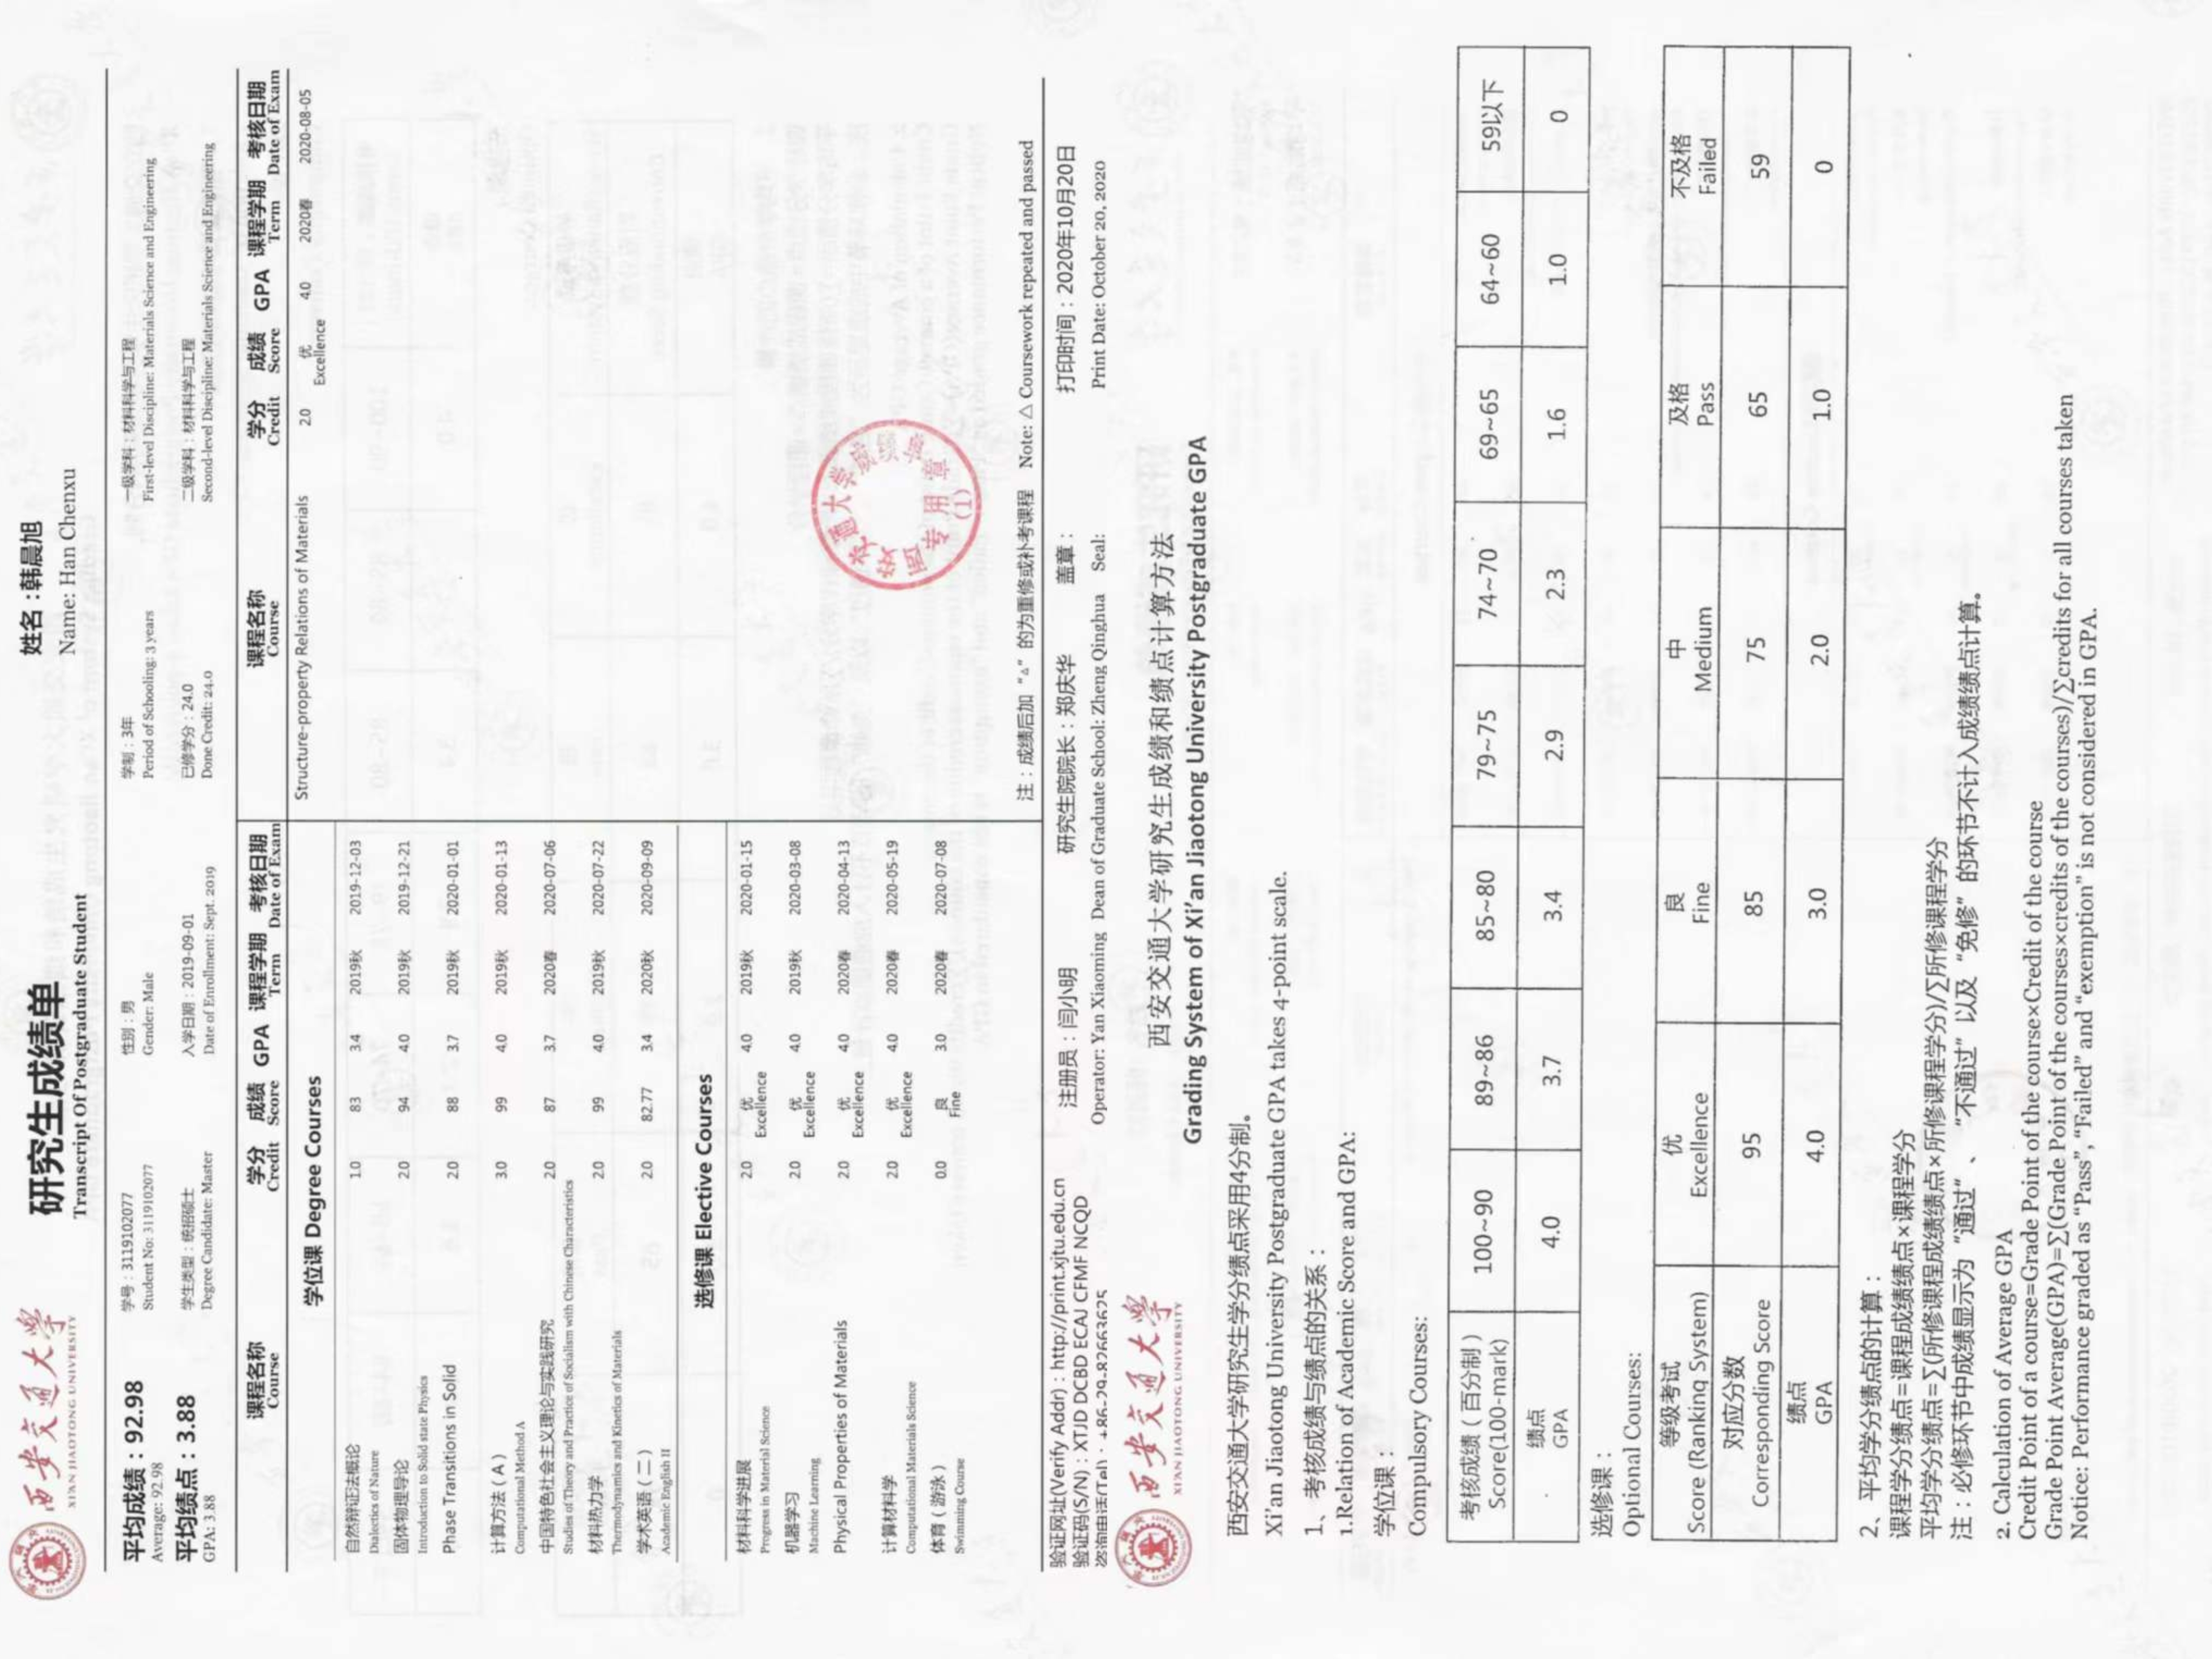 西安交通大学
XI'AN JIAOTONG UNIVERSITY
研究生成绩单
Transcript Of Postgraduate Student
姓名:韩晨旭
Name: Han Chenxu
平均成绩:92.98
Average: 92.98
平均绩点:3.88
GPA: 3.88
学号:3119102077
Student No: 3119102077
学生类型:统招硕士
Degree Candidate: Master
性别:男
Gender: Male
入学日期:2019-09-01
Date of Enrollment: Sept. 2019
学制:3年
Period of Schooling: 3 years
已修学分:24.0
Done Credit: 24.0
一级学科:材料科学与工程
First-level Discipline: Materials Science and Engineering
二级学科:材料科学与工程
Second-level Discipline: Materials Science and Engineering
课程名称 学分 成绩 GPA 课程学期 考核日期
Course Credit Score Term Date of Exam
学位课 Degree Courses
自然辩证法概论 1.0 83 3.4 2019秋 2019-12-03
Dialectics of Nature
固体物理导论 2.0 94 4.0 2019秋 2019-12-21
Introduction to Solid state Physics
Phase Transitions in Solid 2.0 88 3.7 2019秋 2020-01-01
计算方法(A) 3.0 99 4.0 2019秋 2020-01-13
Computational Method A
中国特色社会主义理论与实践研究 2.0 87 3.7 2020春 2020-07-06
Studies of Theory and Practice of Socialism with Chinese Characteristics
材料热力学 2.0 99 4.0 2019秋 2020-07-22
Thermodynamics and Kinetics of Materials
学术英语(二) 2.0 82.77 3.4 2020秋 2020-09-09
Academic English II
选修课 Elective Courses
材料科学进展 2.0 优 4.0 2019秋 2020-01-15
Progress in Material Science Excellence
机器学习 2.0 优 4.0 2019秋 2020-03-08
Machine Learning Excellence
Physical Properties of Materials 2.0 优 4.0 2020春 2020-04-13
Excellence
计算材料学 2.0 优 4.0 2020春 2020-05-19
Computational Materials Science Excellence
体育(游泳) 0.0 良 3.0 2020春 2020-07-08
Swimming Course Fine
课程名称 学分 成绩 GPA 课程学期 考核日期
Course Credit Score Term Date of Exam
Structure-property Relations of Materials 2.0 优 4.0 2020春 2020-08-05
Excellence
西安交通大学成绩单
专用章
(1)
注:成绩后加“△”的为重修或补考课程 Note: △ Coursework repeated and passed
验证网址(Verify Addr):http://print.xjtu.edu.cn
验证码(S/N):XTJD DCBD ECAJ CFMF NCQD
咨询电话(Tel):+86-29-82663625
注册员:闫小明 研究生院院长:郑庆华 盖章:
Operator: Yan Xiaoming Dean of Graduate School: Zheng Qinghua Seal:
打印时间:2020年10月20日
Print Date: October 20, 2020
西安交通大学
XI'AN JIAOTONG UNIVERSITY
西安交通大学研究生成绩和绩点计算方法
Grading System of Xi’an Jiaotong University Postgraduate GPA
西安交通大学研究生学分绩点采用4分制。
Xi’an Jiaotong University Postgraduate GPA takes 4-point scale.
1、考核成绩与绩点的关系:
1.Relation of Academic Score and GPA:
学位课:
Compulsory Courses:
考核成绩(百分制) 100~90 89~86 85~80 79~75 74~70 69~65 64~60 59以下
Score(100-mark)
绩点 4.0 3.7 3.4 2.9 2.3 1.6 1.0 0
GPA
选修课:
Optional Courses:
等级考试 优 良 中 及格 不及格
Score (Ranking System) Excellence Fine Medium Pass Failed
对应分数 95 85 75 65 59
Corresponding Score
绩点 4.0 3.0 2.0 1.0 0
GPA
2、平均学分绩点的计算:
课程学分绩点=课程成绩绩点×课程学分
平均学分绩点=∑(所修课程成绩绩点×所修课程学分)/∑所修课程学分
注:必修环节中成绩显示为“通过”、“不通过”以及“免修”的环节不计入成绩绩点计算。
2. Calculation of Average GPA
Credit Point of a course=Grade Point of the course×Credit of the course
Grade Point Average(GPA)=∑(Grade Point of the courses×credits of the courses)/∑credits for all courses taken
Notice: Performance graded as “Pass”, “Failed” and “exemption” is not considered in GPA.